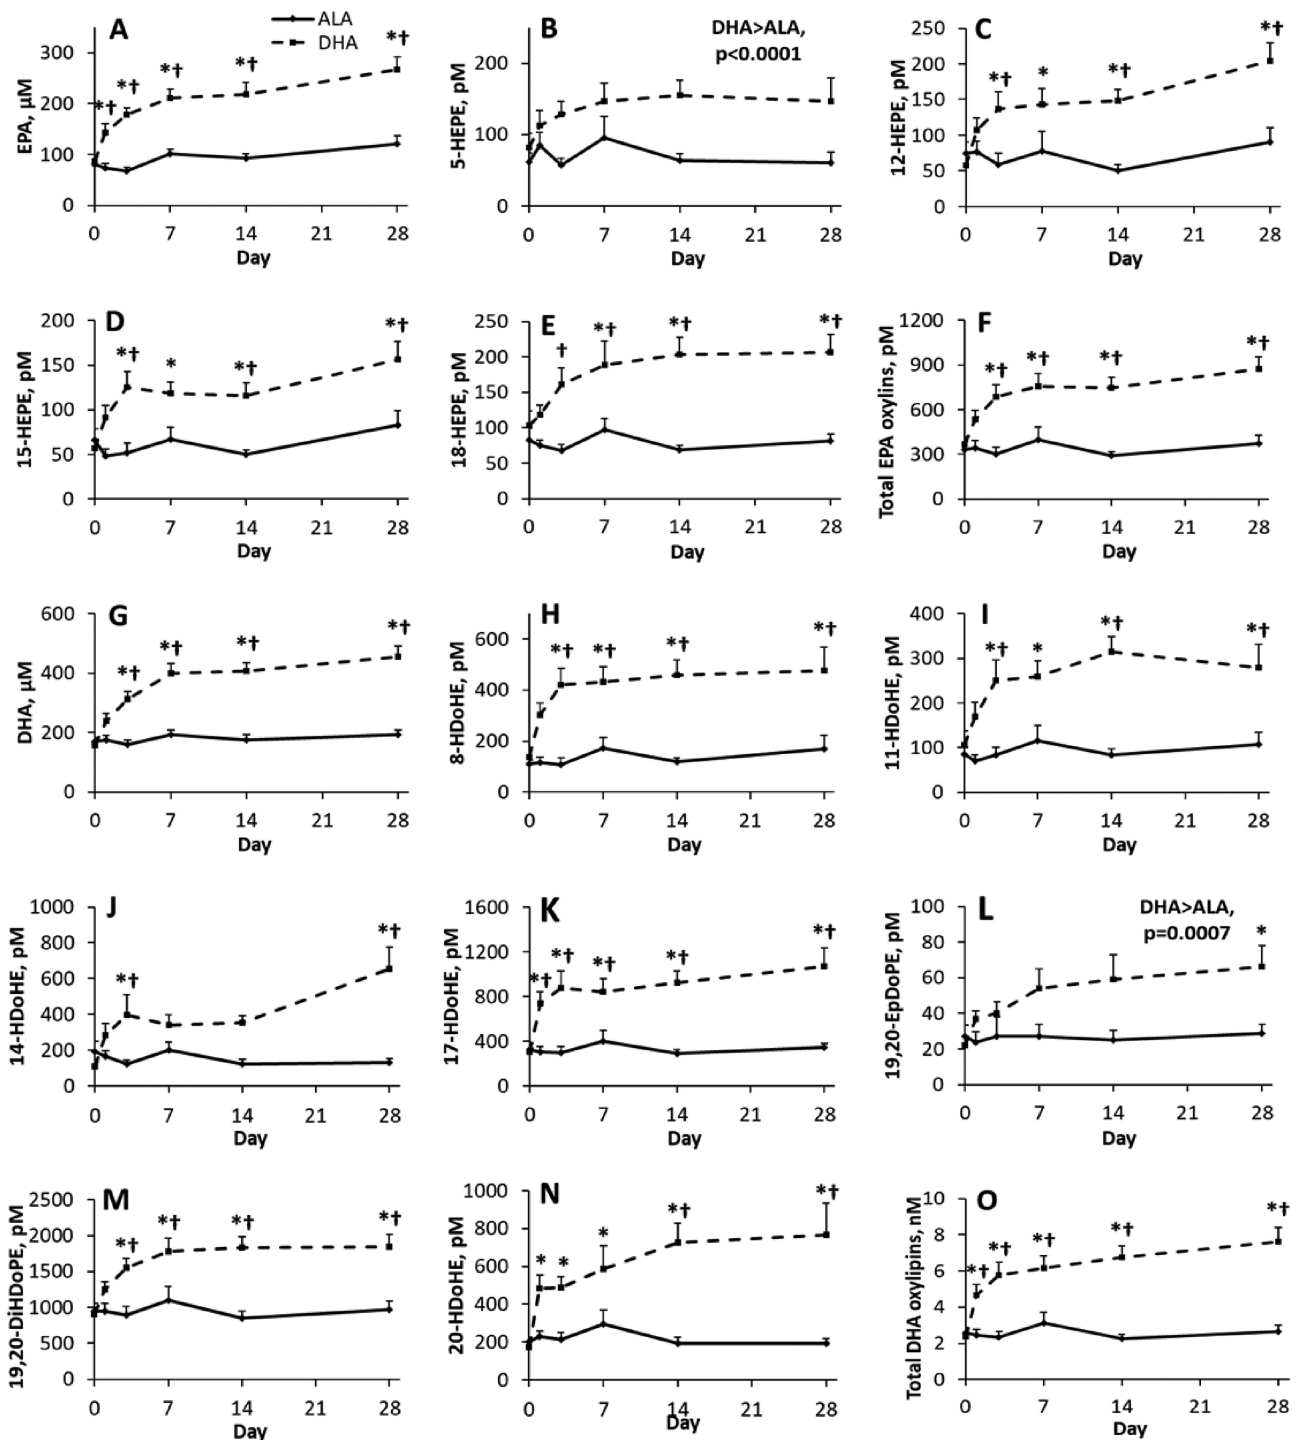 A
ALA
DHA
EPA, µM
300
200
100
0
*† *† *† *† *†
0 7 14 21 28
Day
B
DHA>ALA,
p<0.0001
5-HEPE, pM
200
100
0
0 7 14 21 28
Day
C
12-HEPE, pM
250
200
150
100
50
0
*† * *† *†
0 7 14 21 28
Day
D
15-HEPE, pM
200
150
100
50
0
*† * *† *†
0 7 14 21 28
Day
E
18-HEPE, pM
250
200
150
100
50
0
† *† *† *†
0 7 14 21 28
Day
F
Total EPA oxylins, pM
1200
900
600
300
0
*† *† *† *†
0 7 14 21 28
Day
G
DHA, µM
600
400
200
0
*† *† *† *†
0 7 14 21 28
Day
H
8-HDoHE, pM
600
400
200
0
*† *† *† *†
0 7 14 21 28
Day
I
11-HDoHE, pM
400
300
200
100
0
*† * *† *†
0 7 14 21 28
Day
J
14-HDoHE, pM
1000
800
600
400
200
0
*† *†
0 7 14 21 28
Day
K
17-HDoHE, pM
1600
1200
800
400
0
*† *† *† *† *†
0 7 14 21 28
Day
L
DHA>ALA,
p=0.0007
19,20-EpDoPE, pM
100
80
60
40
20
0
*
0 7 14 21 28
Day
M
19,20-DiHDoPE, pM
2500
2000
1500
1000
500
0
*† *† *† *†
0 7 14 21 28
Day
N
20-HDoHE, pM
1000
800
600
400
200
0
* * * *† *†
0 7 14 21 28
Day
O
Total DHA oxylipins, nM
10
8
6
4
2
0
*† *† *† *† *†
0 7 14 21 28
Day